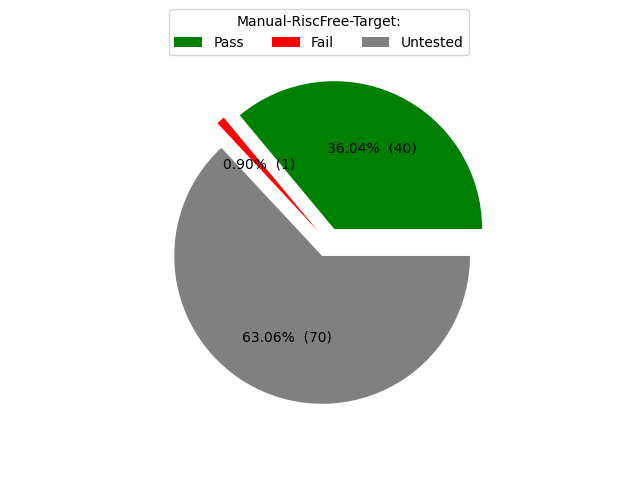 Manual-RiscFree-Target:
Pass Fail Untested
36.04% (40)
0.90% (1)
63.06% (70)